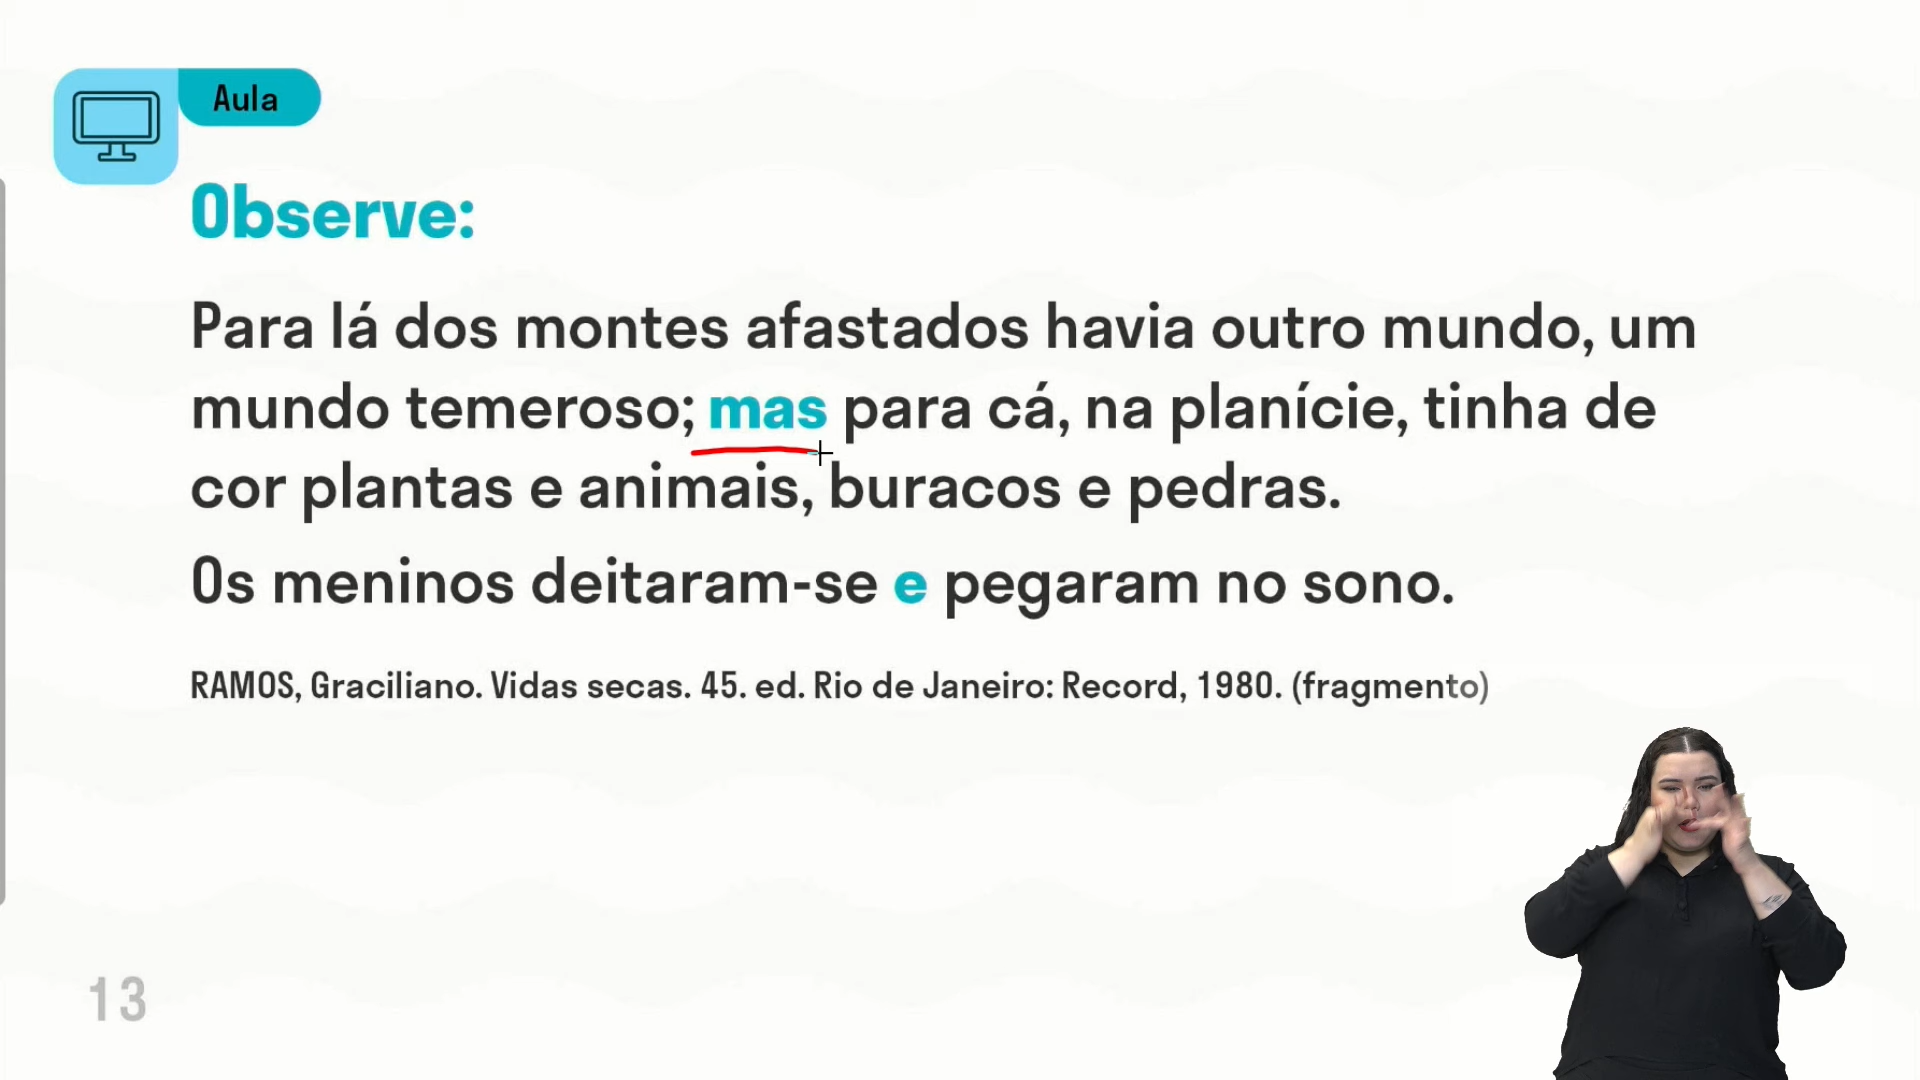 Aula
Observe:
Para lá dos montes afastados havia outro mundo, um
mundo temeroso; mas para cá, na planície, tinha de
cor plantas e animais, buracos e pedras.
Os meninos deitaram-se e pegaram no sono.
RAMOS, Graciliano. Vidas secas. 45. ed. Rio de Janeiro: Record, 1980. (fragmento)
13